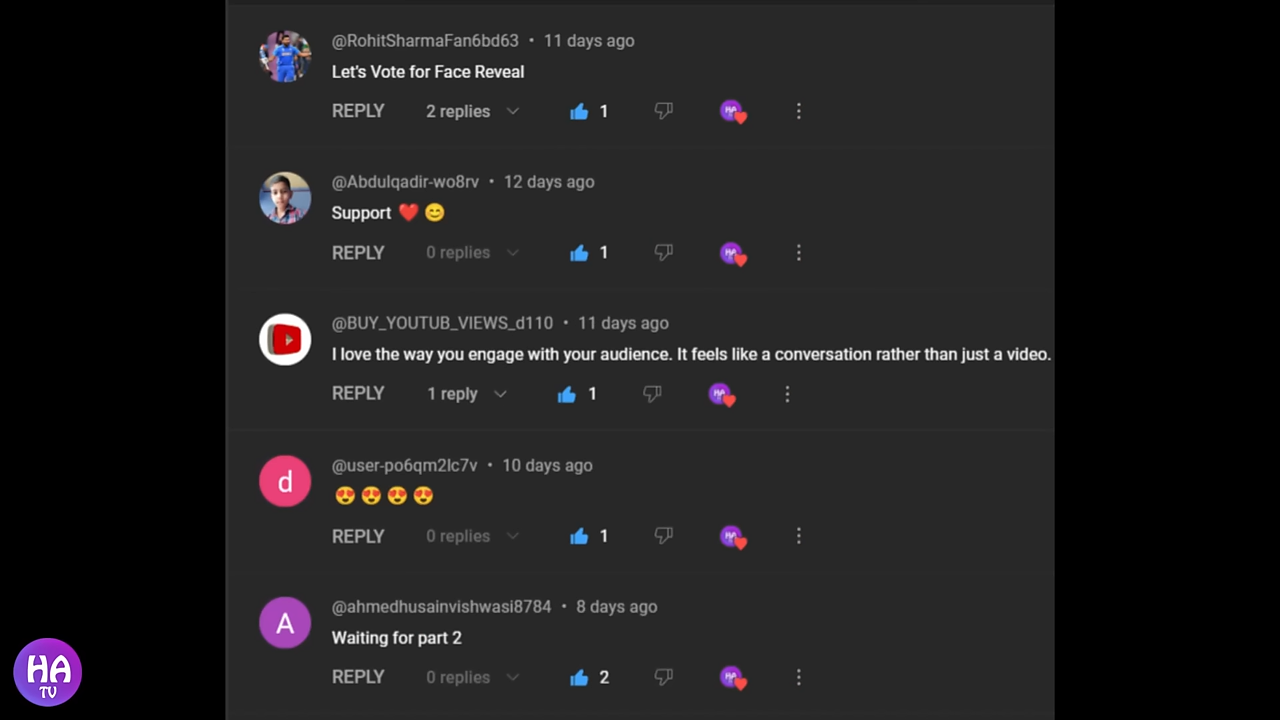 @RohitSharmaFan6bd63 • 11 days ago
Let's Vote for Face Reveal
REPLY 2 replies 1
@Abdulqadir-wo8rv • 12 days ago
Support ❤️ 😊
REPLY 0 replies 1
@BUY_YOUTUB_VIEWS_d110 • 11 days ago
I love the way you engage with your audience. It feels like a conversation rather than just a video.
REPLY 1 reply 1
d
@user-po6qm2lc7v • 10 days ago
😍 😍 😍 😍
REPLY 0 replies 1
A
@ahmedhusainvishwasi8784 • 8 days ago
Waiting for part 2
REPLY 0 replies 2
HA
TV